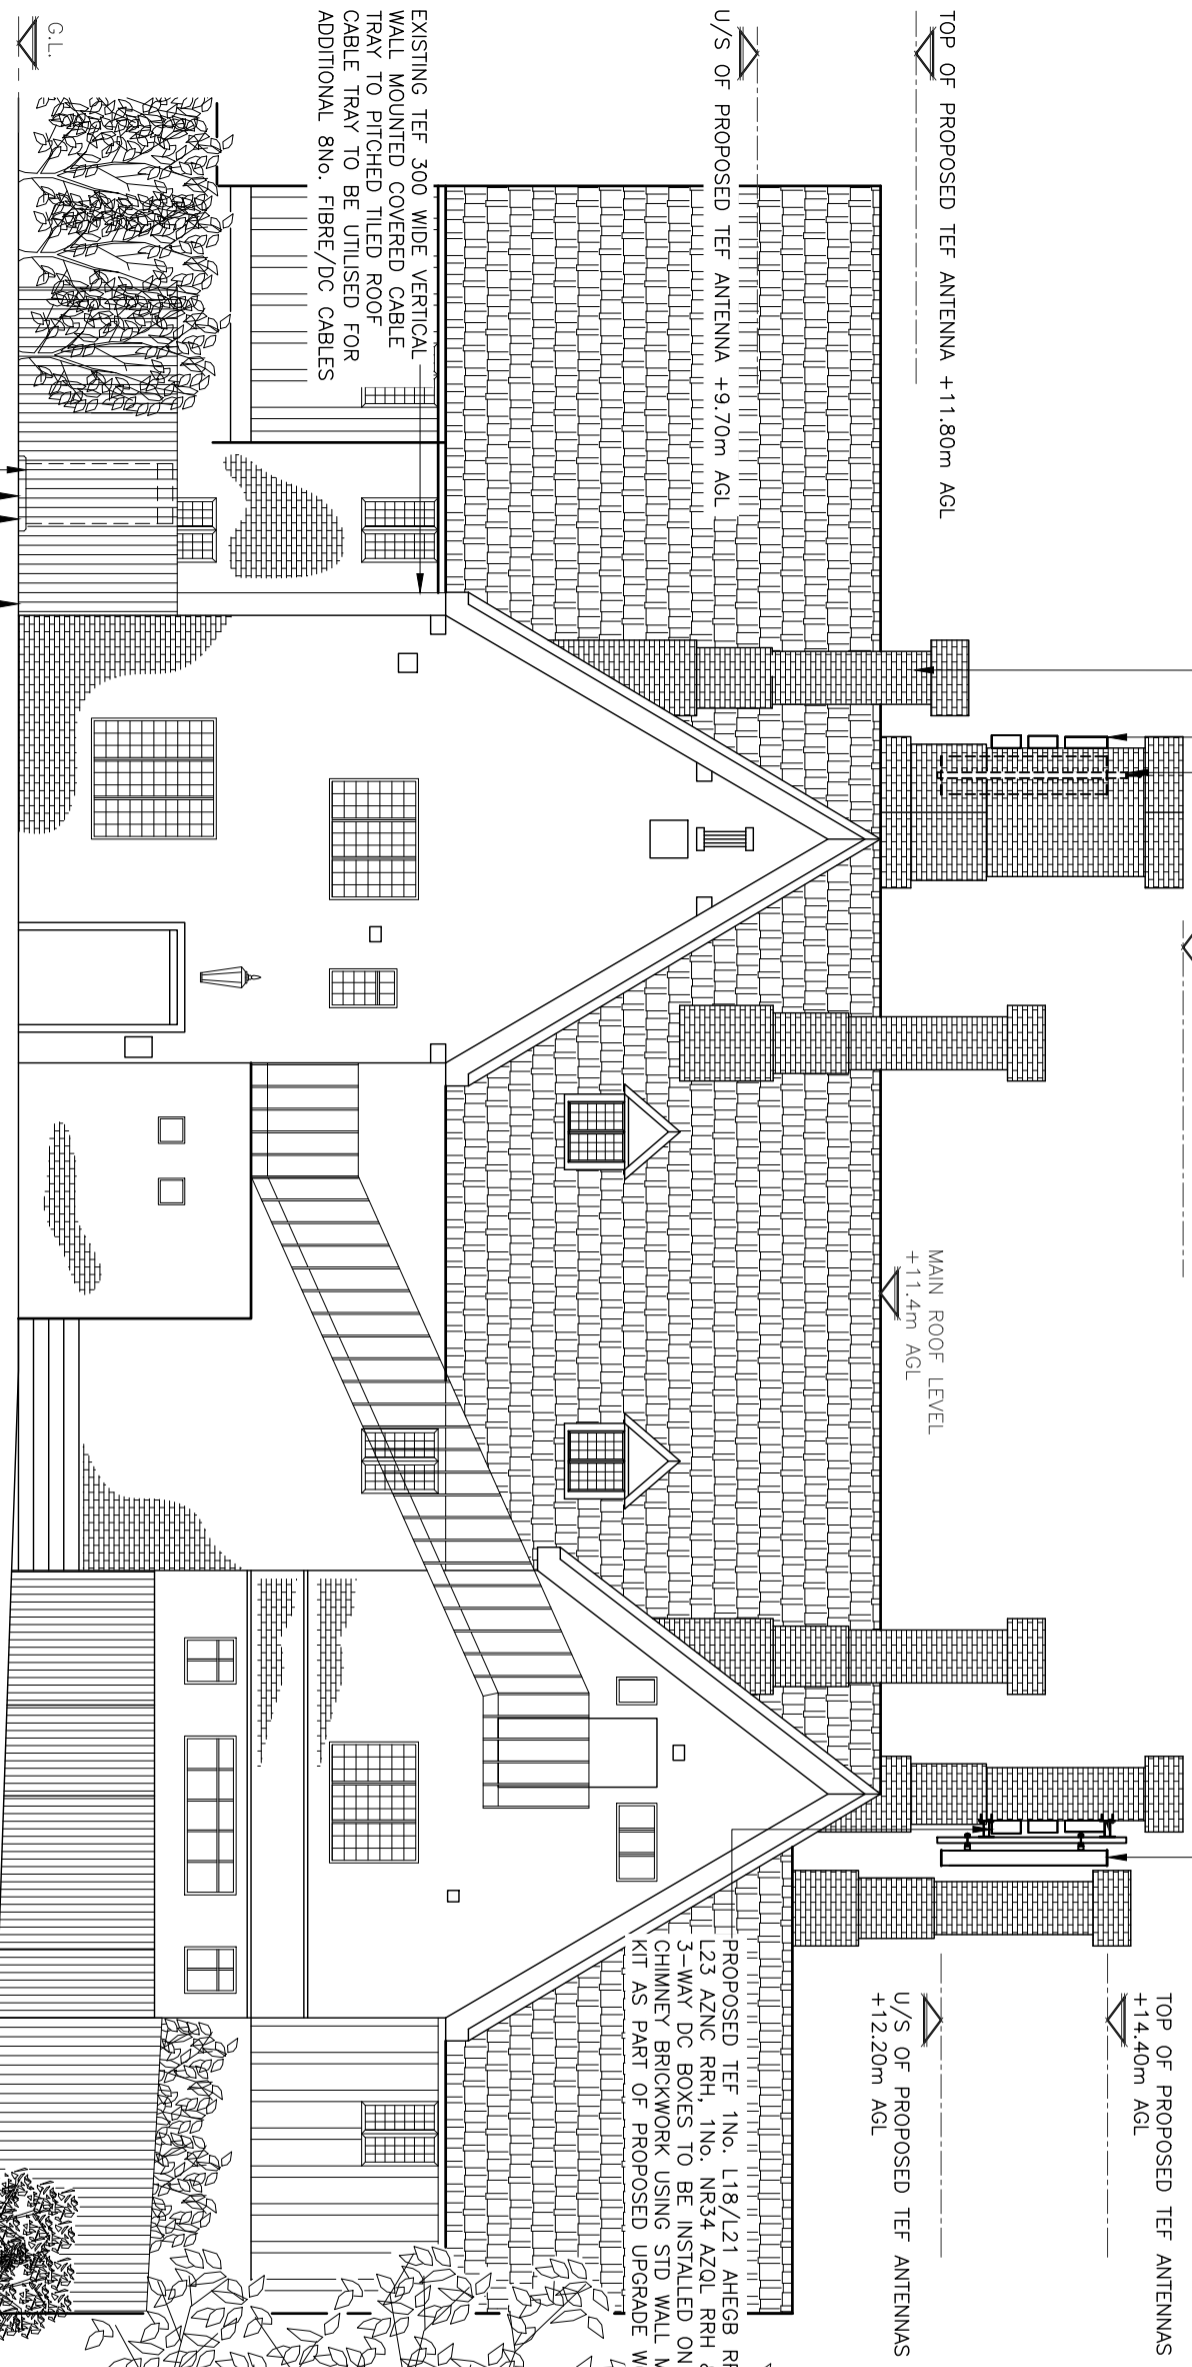 TOP OF PROPOSED TEF ANTENNA +11.80m AGL
U/S OF PROPOSED TEF ANTENNA +9.70m AGL
EXISTING TEF 300 WIDE VERTICAL
WALL MOUNTED COVERED CABLE
TRAY TO PITCHED TILED ROOF
CABLE TRAY TO BE UTILISED FOR
ADDITIONAL 8No. FIBRE/DC CABLES
G.L.
MAIN ROOF LEVEL
+11.4m AGL
TOP OF PROPOSED TEF ANTENNAS
+14.40m AGL
U/S OF PROPOSED TEF ANTENNAS
+12.20m AGL
PROPOSED TEF 1No. L18/L21 AHEGB
L23 AZNC RRH, 1No. NR34 AZQL RRH
3-WAY DC BOXES TO BE INSTALLED ON
CHIMNEY BRICKWORK USING STD WALL
KIT AS PART OF PROPOSED UPGRADE